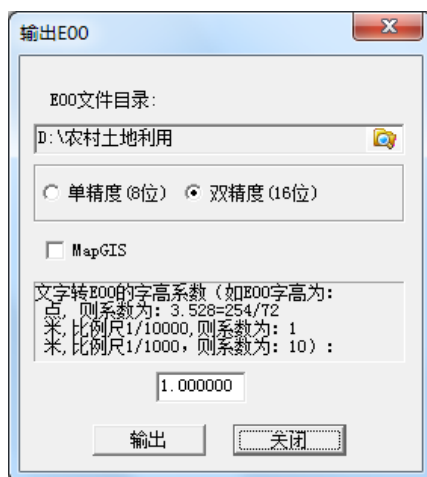 输出E00
E00文件目录:
D:\农村土地利用
单精度(8位) 双精度(16位)
MapGIS
文字转E00的字高系数(如E00字高为:
点, 则系数为: 3.528=254/72
米,比例尺1/10000,则系数为: 1
米,比例尺1/1000, 则系数为: 10):
1.000000
输出 关闭